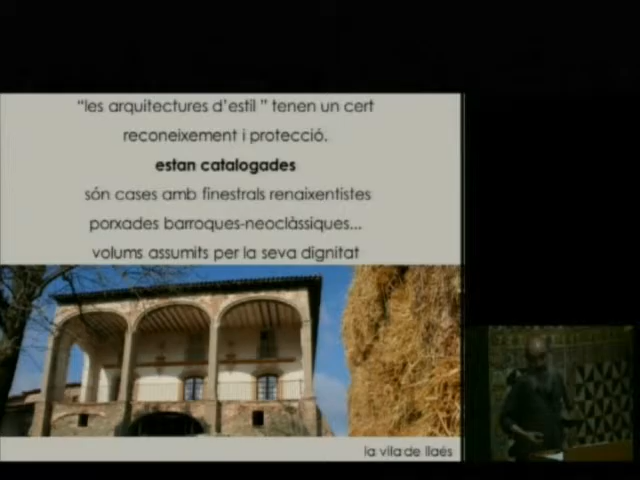 “les arquitectures d’estil ” tenen un cert
reconeixement i protecció.
estan catalogades
són cases amb finestrals renaixentistes
porxades barroques-neoclàssiques...
volums assumits per la seva dignitat
la vila de llaés